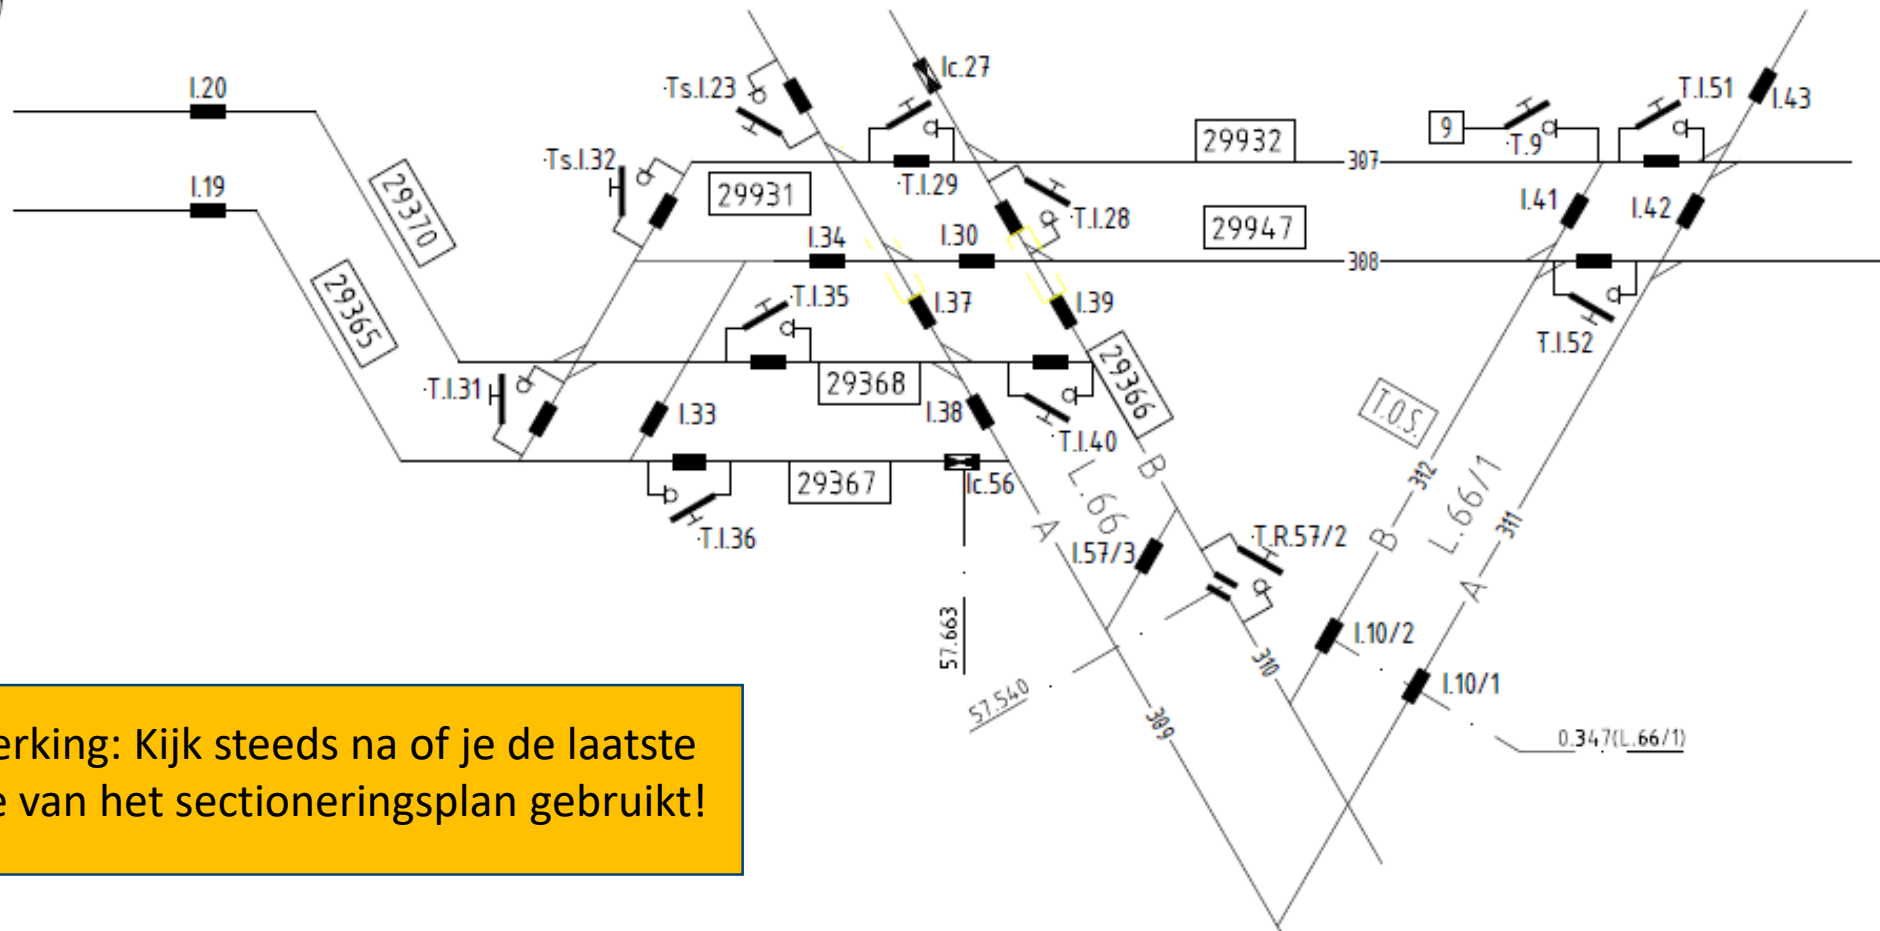 I.20
I.19
29370
29365
·Ts.I.23
·Ts.I.32
Ic.27
·T.I.29
29931
29932
307
9
·T.9
T.I.51
I.43
·T.I.28
I.34
I.30
29947
308
I.41
I.42
·T.I.35
I.37
I.39
T.I.52
·T.I.31
I.33
29368
I.38
29366
·T.I.40
T.O.S.
29367
Ic.56
·T.I.36
L.66
B
A
312
L.66/1
311
B
A
I.57/3
·T.R.57/2
57.663
57.540
310
309
I.10/2
I.10/1
0.347(L.66/1)
erking: Kijk steeds na of je de laatste
e van het sectioneringsplan gebruikt!